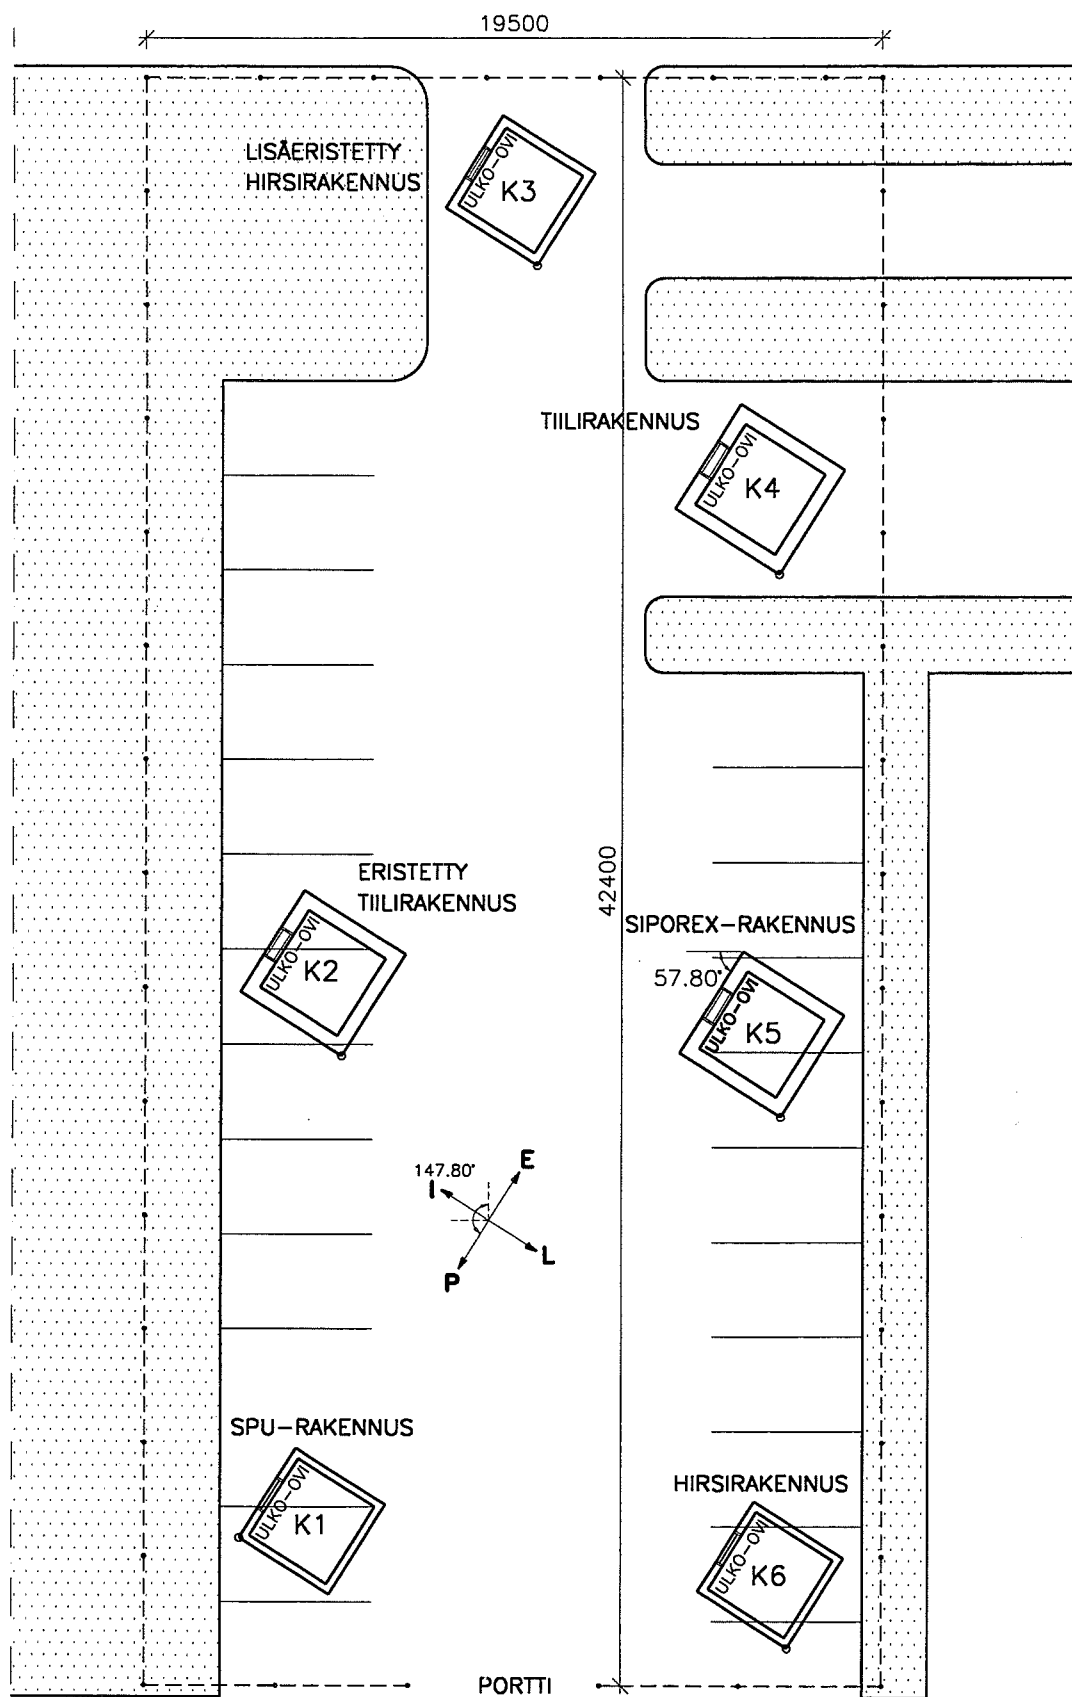 19500
LISÄERISTETTY
HIRSIRAKENNUS
ULKO-OVI
K3
TIILIRAKENNUS
ULKO-OVI
K4
42400
ERISTETTY
TIILIRAKENNUS
ULKO-OVI
K2
SIPOREX-RAKENNUS
57.80°
ULKO-OVI
K5
147.80°
E
I
L
P
SPU-RAKENNUS
ULKO-OVI
K1
HIRSIRAKENNUS
ULKO-OVI
K6
PORTTI